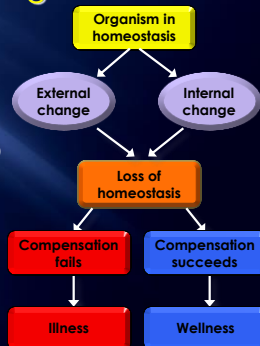 Organism in
homeostasis
External
change
Internal
change
Loss of
homeostasis
Compensation
fails
Compensation
succeeds
Illness
Wellness